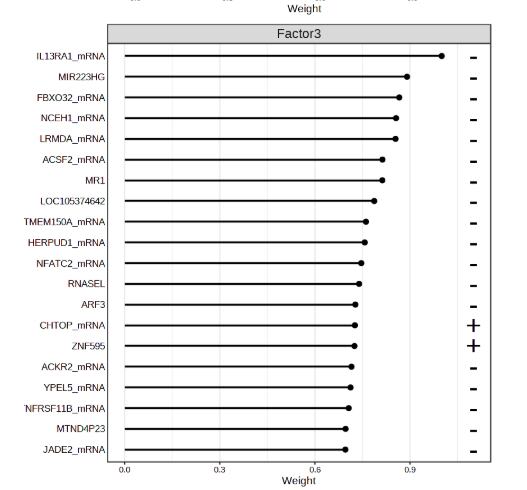 Weight
Factor3
IL13RA1_mRNA -
MIR223HG -
FBXO32_mRNA -
NCEH1_mRNA -
LRMDA_mRNA -
ACSF2_mRNA -
MR1 -
LOC105374642 -
TMEM150A_mRNA -
HERPUD1_mRNA -
NFATC2_mRNA -
RNASEL -
ARF3 -
CHTOP_mRNA +
ZNF595 +
ACKR2_mRNA -
YPEL5_mRNA -
NFRSF11B_mRNA -
MTND4P23 -
JADE2_mRNA -
0.0 0.3 0.6 0.9
Weight